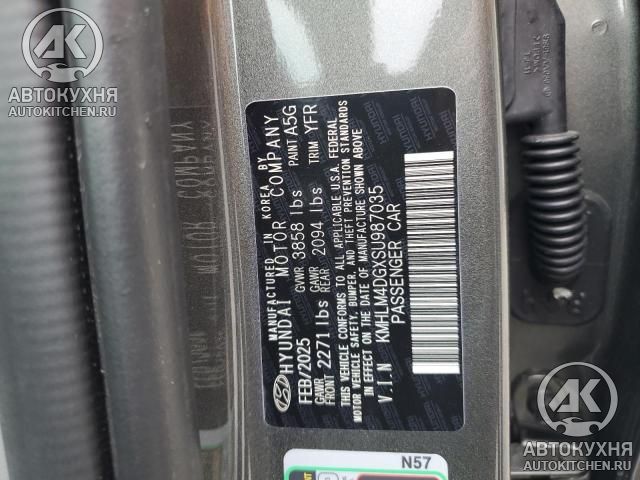 АВТОКУХНЯ
AUTOKUHNI.RU
MANUFACTURED IN KOREA BY
HYUNDAI MOTOR COMPANY
FEB/2025 GVWR 3858 lbs PAINT A5G
GAWR FRONT 2271 lbs GAWR REAR 2094 lbs TRIM YFR
THIS VEHICLE CONFORMS TO ALL APPLICABLE U.S.A. FEDERAL
MOTOR VEHICLE SAFETY, BUMPER, AND THEFT PREVENTION STANDARDS
IN EFFECT ON THE DATE OF MANUFACTURE SHOWN ABOVE
V.I.N KMHLM4DGXSU987035
PASSENGER CAR
N57
АВТОКУХНЯ
AUTOKUHNI.RU